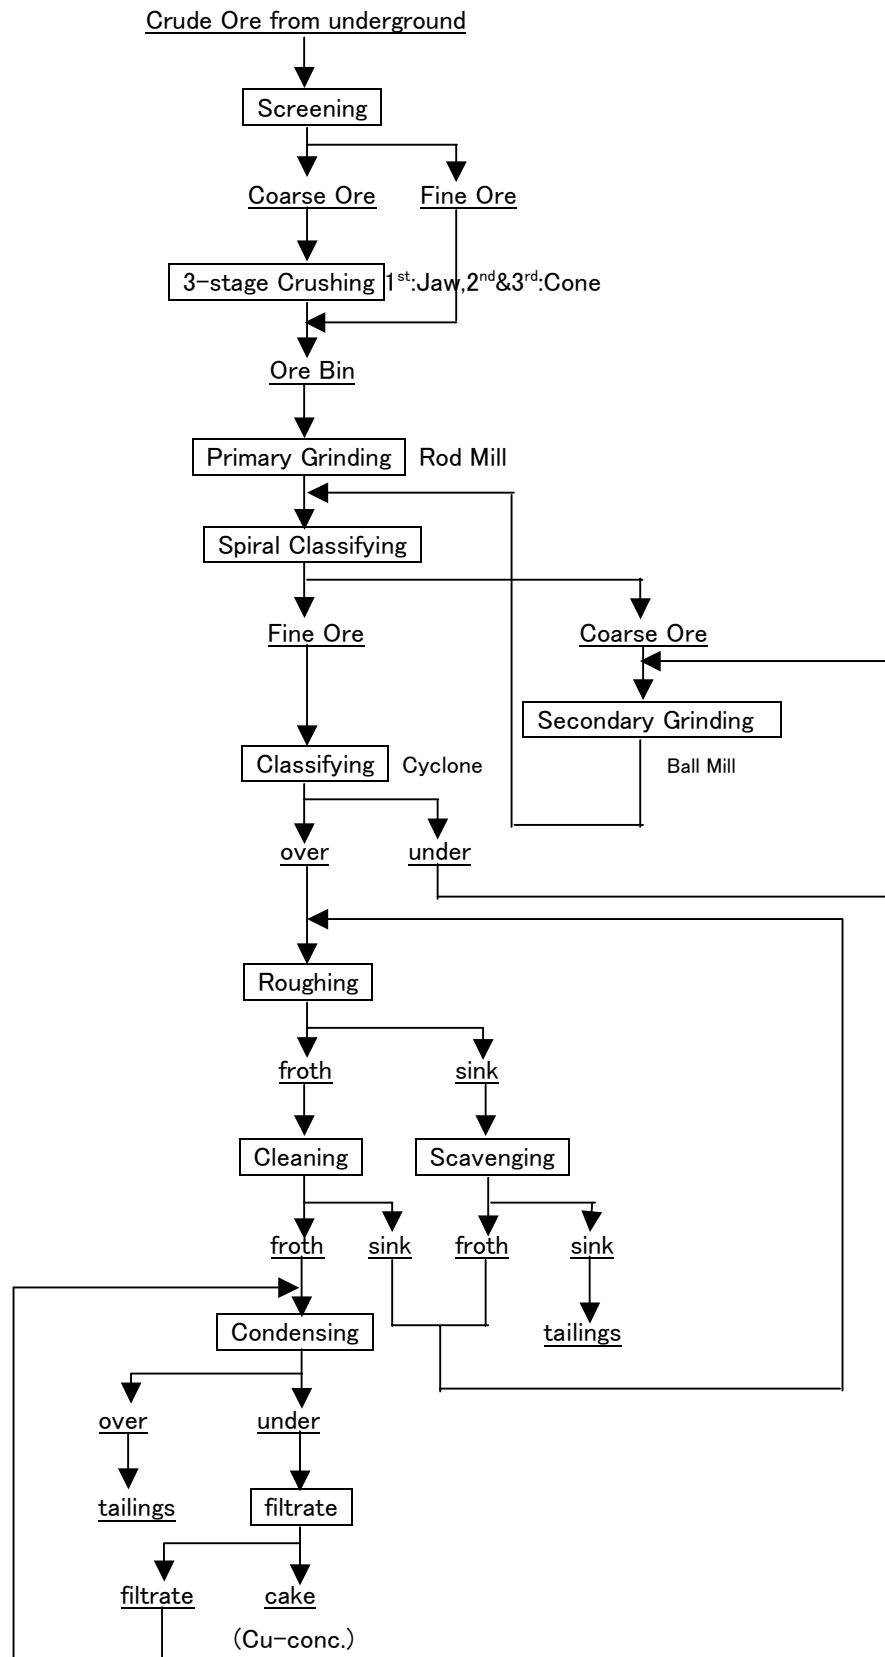 Crude Ore from underground
Screening
Coarse Ore Fine Ore
3-stage Crushing 1st:Jaw,2nd&3rd:Cone
Ore Bin
Primary Grinding Rod Mill
Spiral Classifying
Fine Ore Coarse Ore
Secondary Grinding
Classifying Cyclone Ball Mill
over under
Roughing
froth sink
Cleaning Scavenging
froth sink froth sink
Condensing tailings
over under
tailings filtrate
filtrate cake
(Cu-conc.)